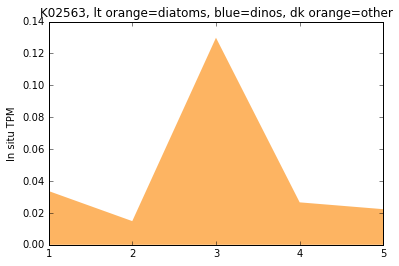 K02563, lt orange=diatoms, blue=dinos, dk orange=other
0.14
0.12
0.10
0.08
0.06
0.04
0.02
0.00
In situ TPM
1 2 3 4 5